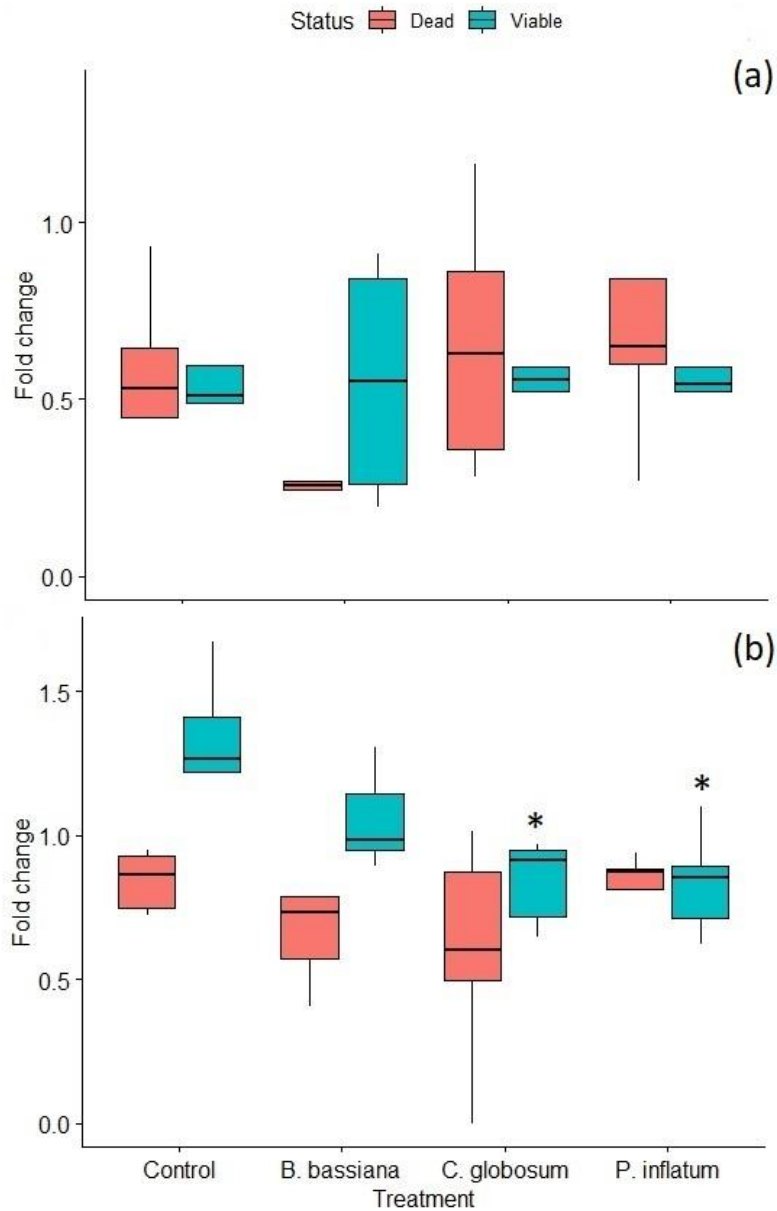 Status Dead Viable
(a)
1.0
0.5
0.0
Fold change
(b)
1.5
1.0
0.5
0.0
Fold change
* *
Control B. bassiana C. globosum P. inflatum
Treatment